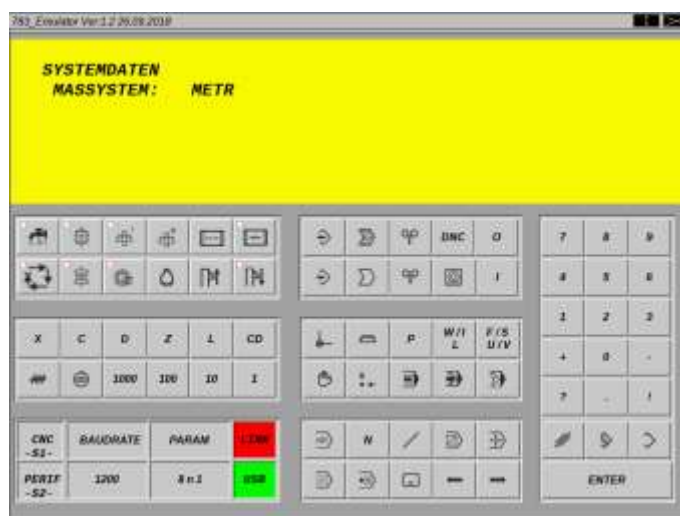 783_Emulator Ver:1.2 26.09.2018
SYSTEMDATEN
MASSYSTEM: METR
DNC O
I
7 8 9
4 5 6
1 2 3
+ 0 -
? . !
X C D Z L CD
1000 100 10 1
P W/I L F/S U/V
CNC -S1- BAUDRATE PARAM LINK
PERIF -S2- 1200 8 n 1 USB
N
ENTER